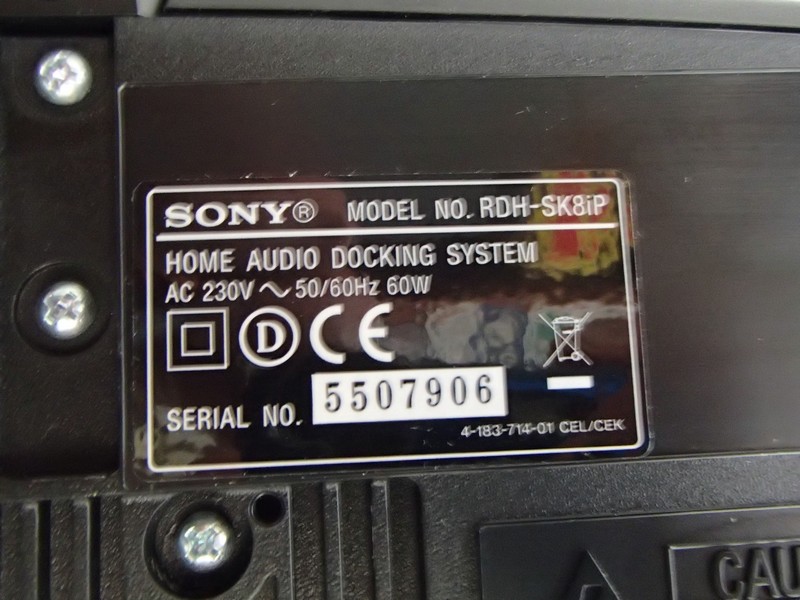 SONY® MODEL NO. RDH-SK8iP
HOME AUDIO DOCKING SYSTEM
AC 230V ~ 50/60Hz 60W
D CE
SERIAL NO. 5507906
4-183-714-01 CEL/CEK
CAU